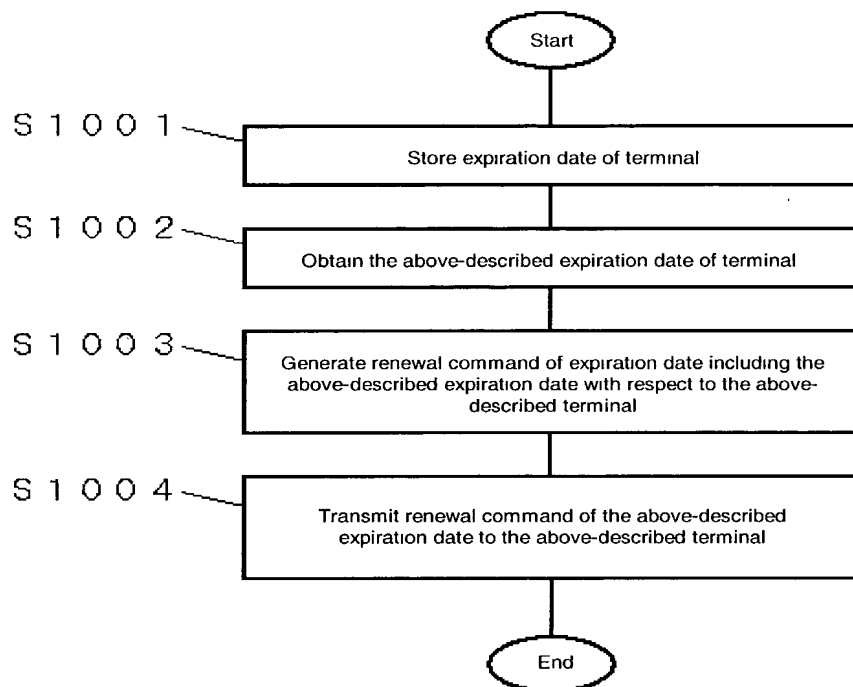 Start
S1001
Store expiration date of terminal
S1002
Obtain the above-described expiration date of terminal
S1003
Generate renewal command of expiration date including the
above-described expiration date with respect to the above-
described terminal
S1004
Transmit renewal command of the above-described
expiration date to the above-described terminal
End